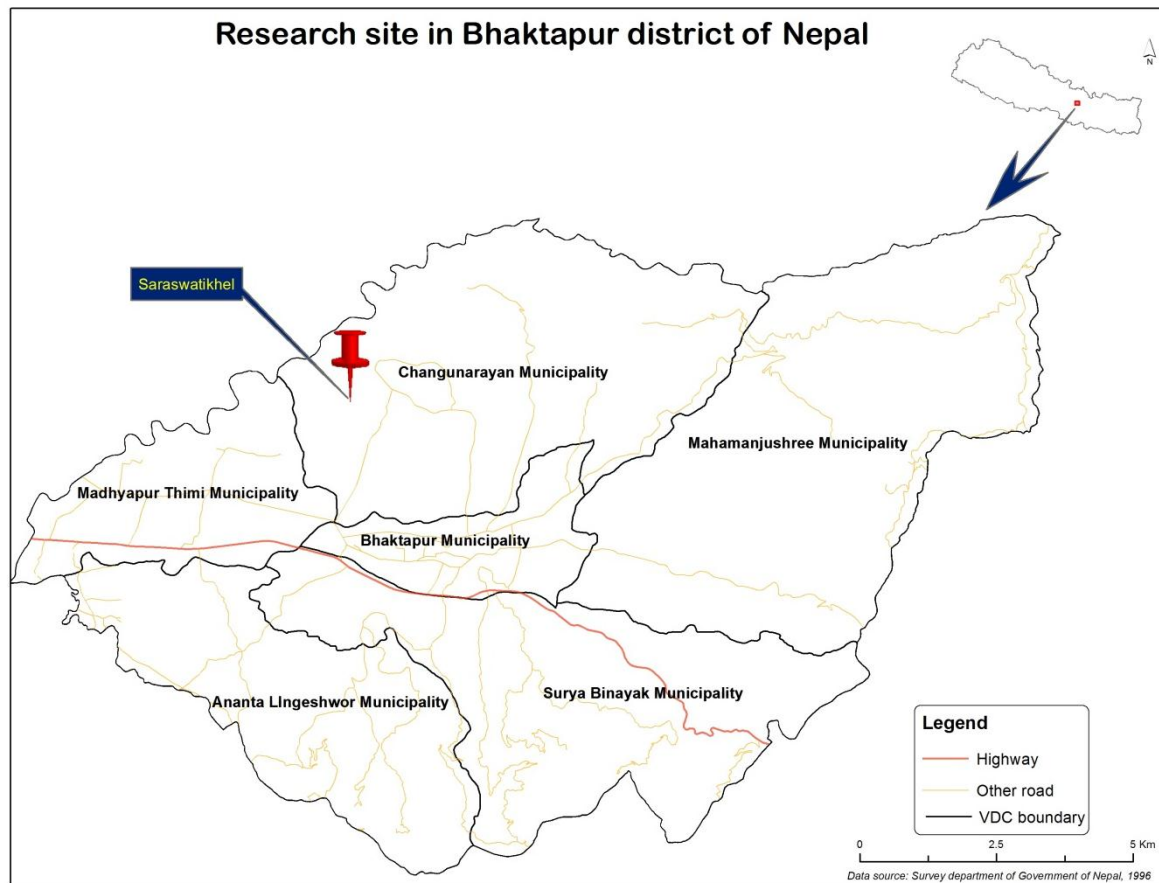 Research site in Bhaktapur district of Nepal
N
Saraswatikhel
Changunarayan Municipality
Mahamanjushree Municipality
Madhyapur Thimi Municipality
Bhaktapur Municipality
Surya Binayak Municipality
Ananta LIngeshwor Municipality
Legend
Highway
Other road
VDC boundary
0 2.5 5 Km
Data source: Survey department of Government of Nepal, 1996